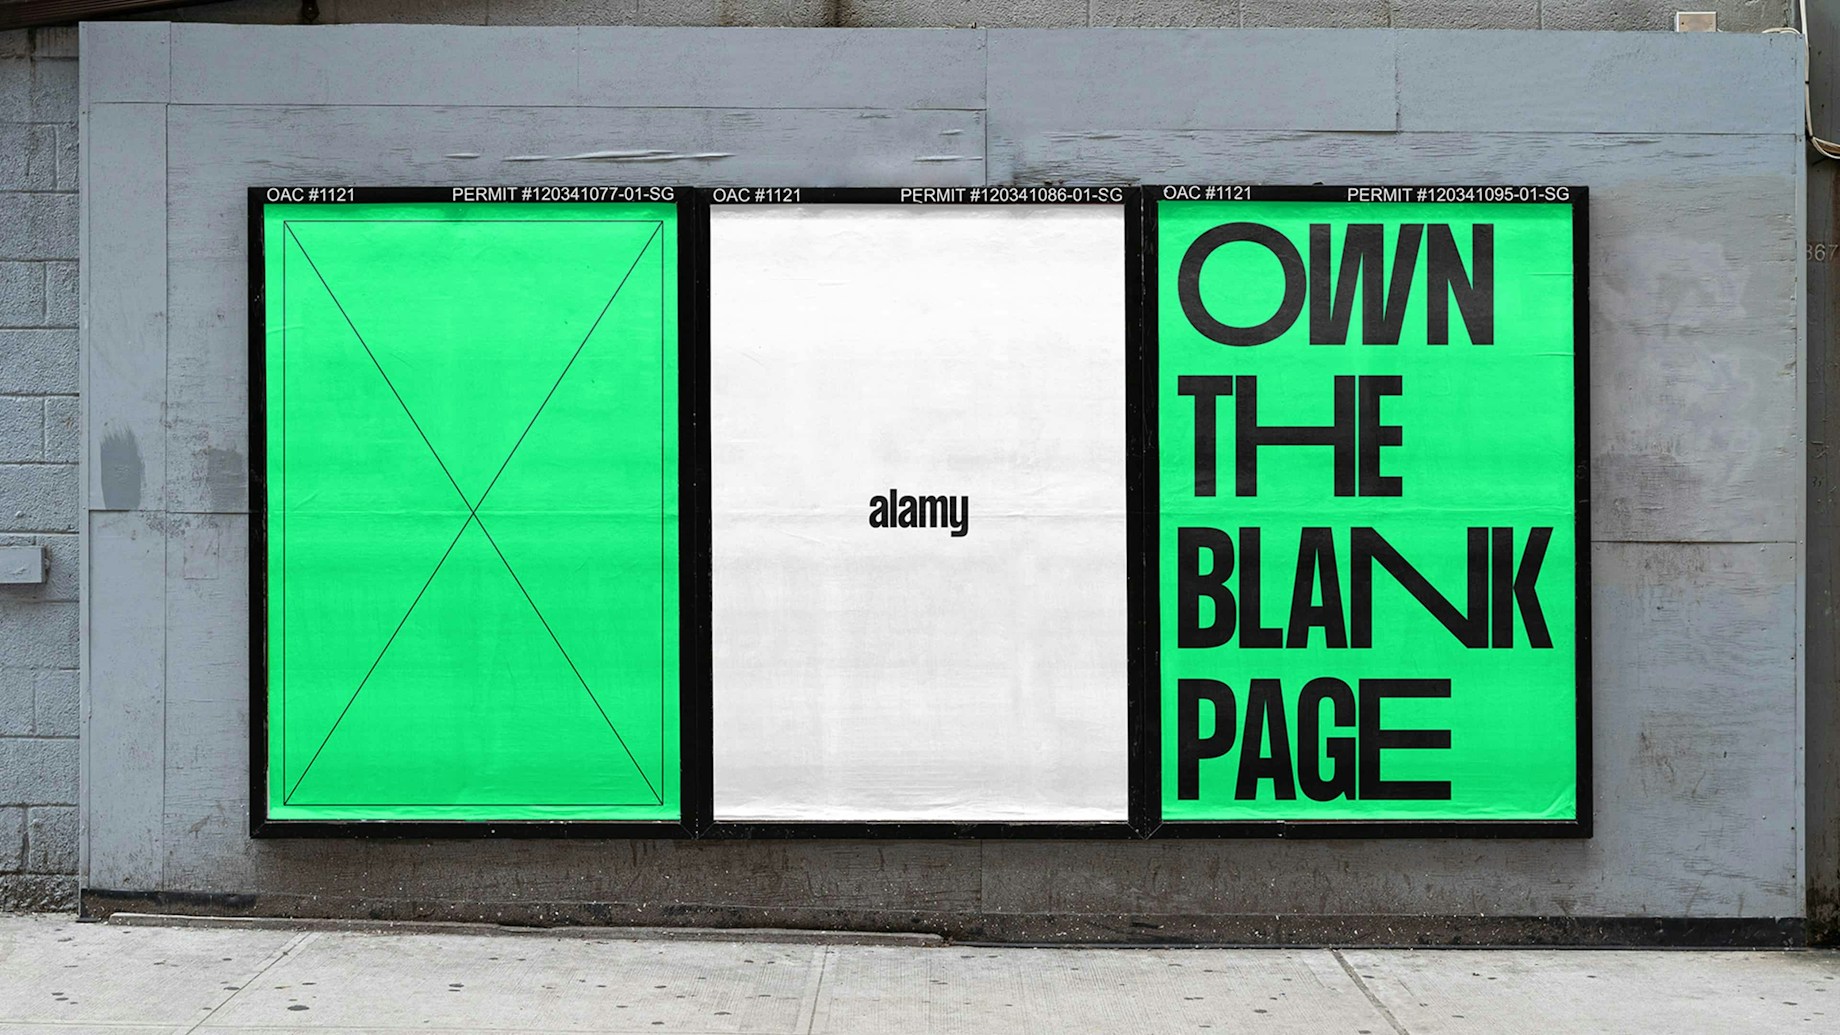 OAC #1121 PERMIT #120341077-01-SG
OAC #1121 PERMIT #120341086-01-SG
alamy
OAC #1121 PERMIT #120341095-01-SG
OWN
THE
BLANK
PAGE
867